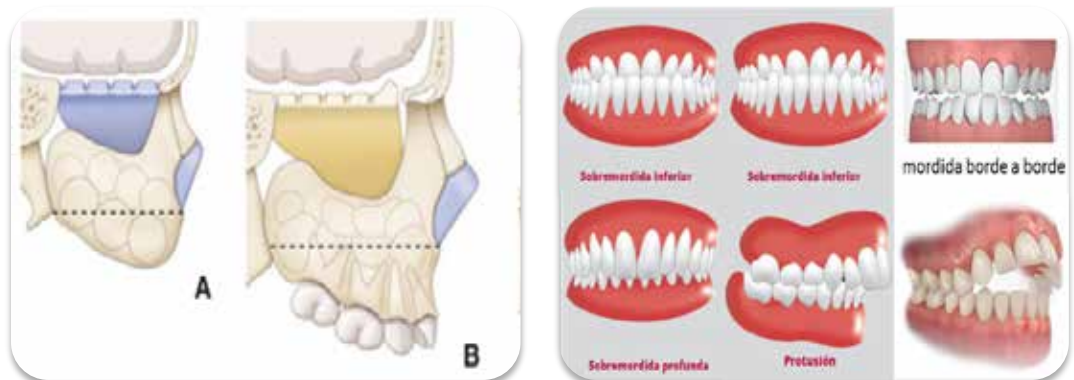 A
B
Sobremordida inferior
Sobremordida inferior
mordida borde a borde
Sobremordida profunda
Protusión